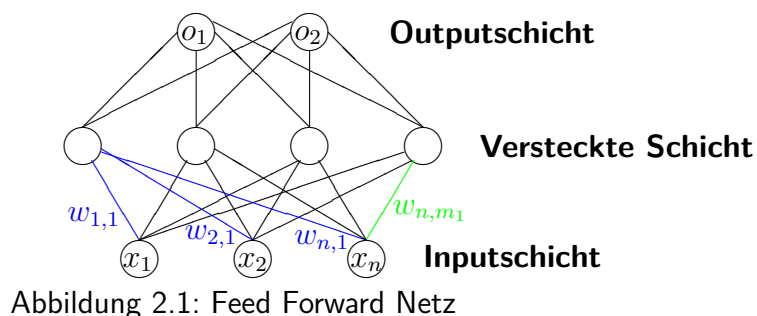 o₁ o₂ Outputschicht
Versteckte Schicht
w₁,₁ w₂,₁ wₙ,₁ wₙ,ₘ₁
x₁ x₂ xₙ Inputschicht
Abbildung 2.1: Feed Forward Netz